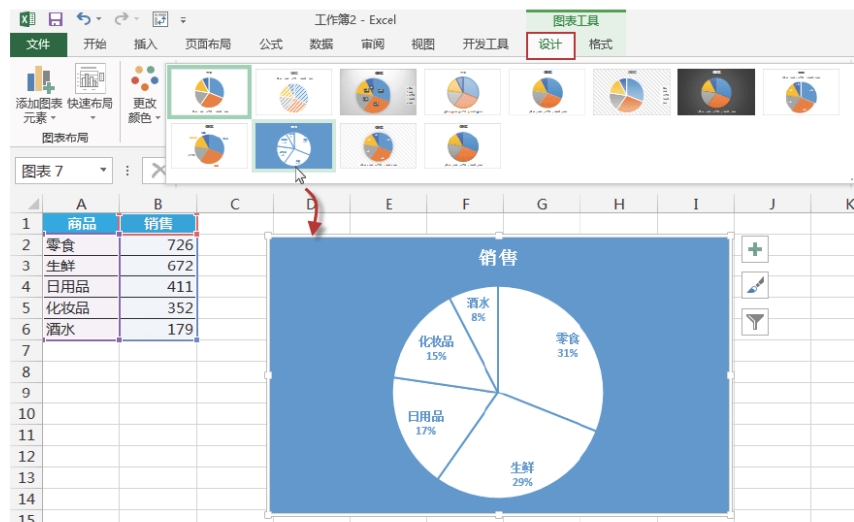 工作簿2 - Excel
图表工具
文件 开始 插入 页面布局 公式 数据 审阅 视图 开发工具 设计 格式
添加图表元素 快速布局 更改颜色
图表布局
图表 7
A B C D E F G H I J K
1 商品 销售
2 零食 726
3 生鲜 672
4 日用品 411
5 化妆品 352
6 酒水 179
7
8
9
10
11
12
13
14
15
销售
酒水
8%
零食
31%
化妆品
15%
日用品
17%
生鲜
29%